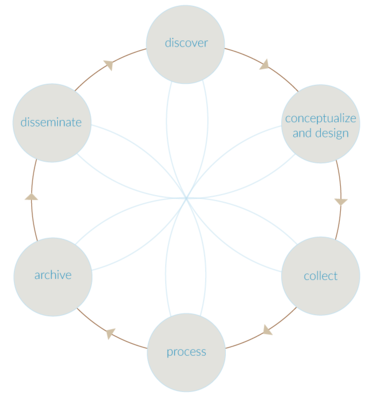 discover
conceptualize
and design
collect
process
archive
disseminate